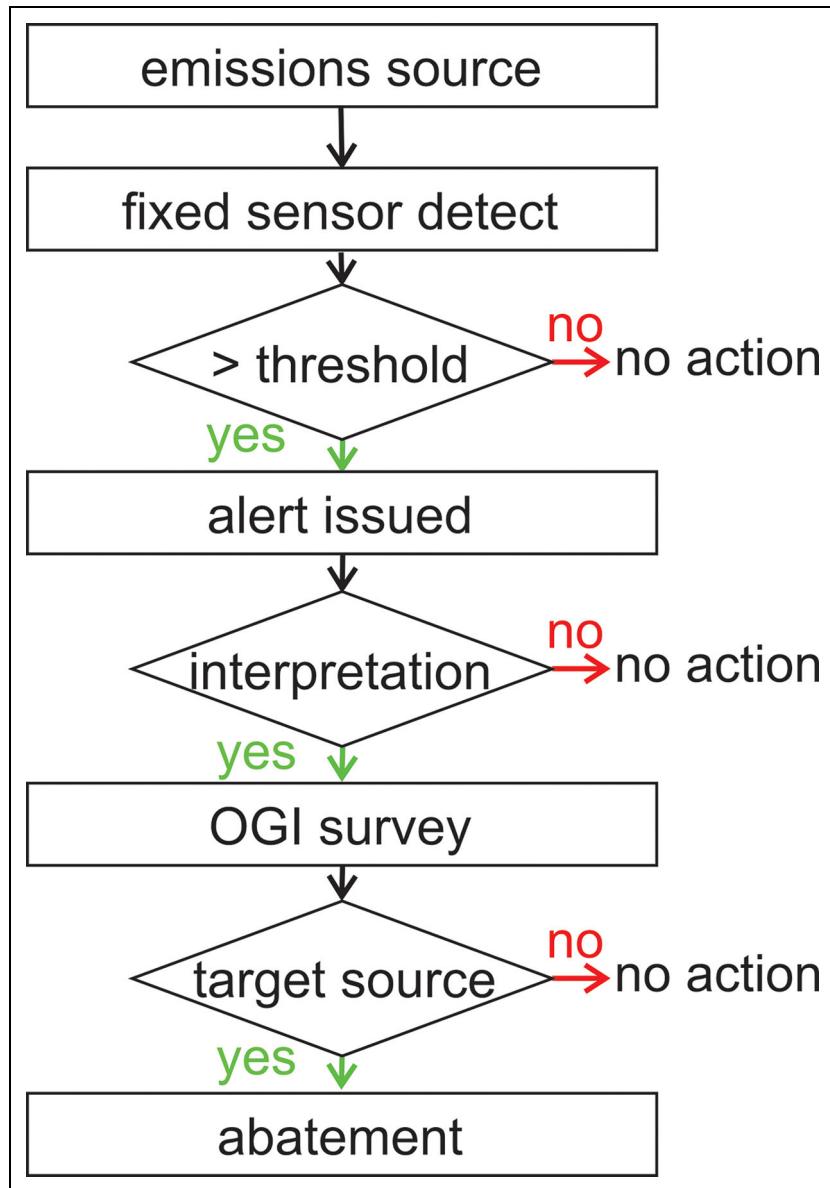 emissions source
fixed sensor detect
> threshold
no
no action
yes
alert issued
interpretation
no
no action
yes
OGI survey
target source
no
no action
yes
abatement